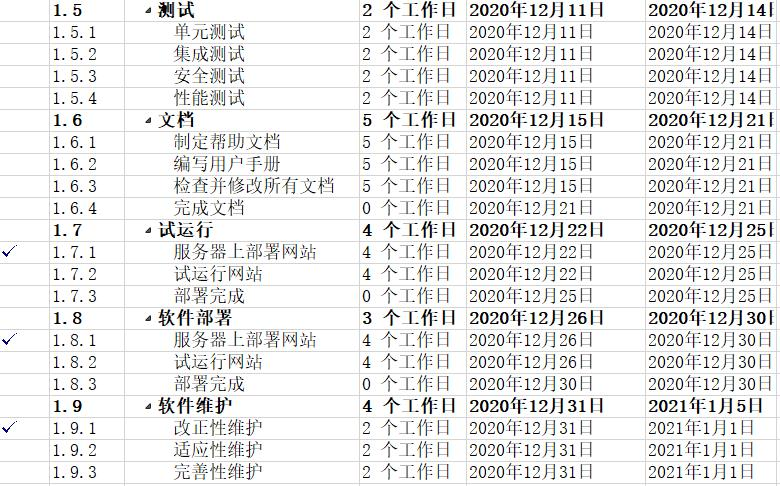 1.5 测试 2 个工作日 2020年12月11日 2020年12月14日
1.5.1 单元测试 2 个工作日 2020年12月11日 2020年12月14日
1.5.2 集成测试 2 个工作日 2020年12月11日 2020年12月14日
1.5.3 安全测试 2 个工作日 2020年12月11日 2020年12月14日
1.5.4 性能测试 2 个工作日 2020年12月11日 2020年12月14日
1.6 文档 5 个工作日 2020年12月15日 2020年12月21日
1.6.1 制定帮助文档 5 个工作日 2020年12月15日 2020年12月21日
1.6.2 编写用户手册 5 个工作日 2020年12月15日 2020年12月21日
1.6.3 检查并修改所有文档 5 个工作日 2020年12月15日 2020年12月21日
1.6.4 完成文档 0 个工作日 2020年12月21日 2020年12月21日
1.7 试运行 4 个工作日 2020年12月22日 2020年12月25日
1.7.1 服务器上部署网站 4 个工作日 2020年12月22日 2020年12月25日
1.7.2 试运行网站 4 个工作日 2020年12月22日 2020年12月25日
1.7.3 部署完成 0 个工作日 2020年12月25日 2020年12月25日
1.8 软件部署 3 个工作日 2020年12月26日 2020年12月30日
1.8.1 服务器上部署网站 4 个工作日 2020年12月26日 2020年12月30日
1.8.2 试运行网站 4 个工作日 2020年12月26日 2020年12月30日
1.8.3 部署完成 0 个工作日 2020年12月30日 2020年12月30日
1.9 软件维护 4 个工作日 2020年12月31日 2021年1月5日
1.9.1 改正性维护 2 个工作日 2020年12月31日 2021年1月1日
1.9.2 适应性维护 2 个工作日 2020年12月31日 2021年1月1日
1.9.3 完善性维护 2 个工作日 2020年12月31日 2021年1月1日